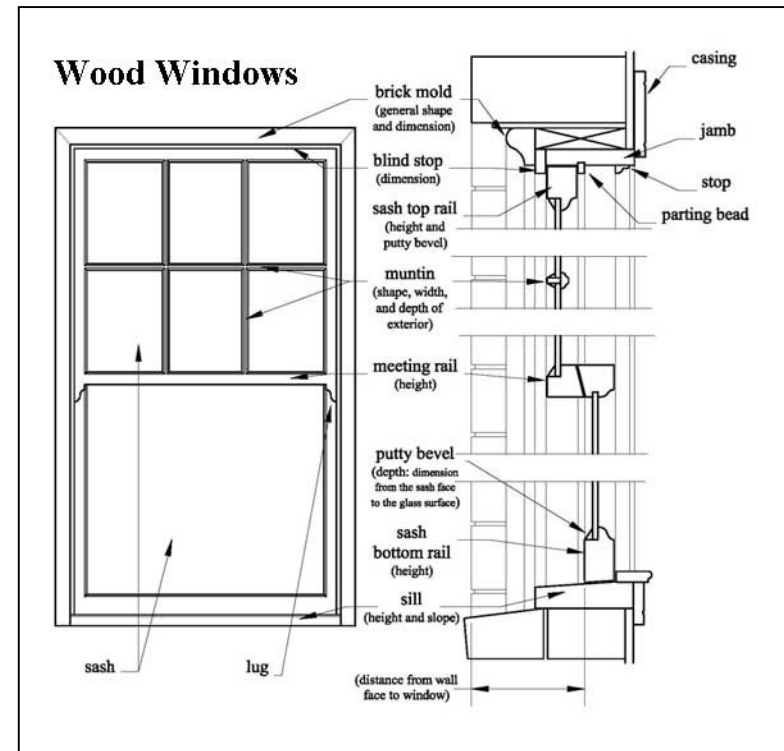 Wood Windows
brick mold
(general shape
and dimension)
blind stop
(dimension)
sash top rail
(height and
putty bevel)
muntin
(shape, width,
and depth of
exterior)
meeting rail
(height)
putty bevel
(depth: dimension
from the sash face
to the glass surface)
sash
bottom rail
(height)
sill
(height and slope)
sash
lug
(distance from wall
face to window)
casing
jamb
stop
parting bead